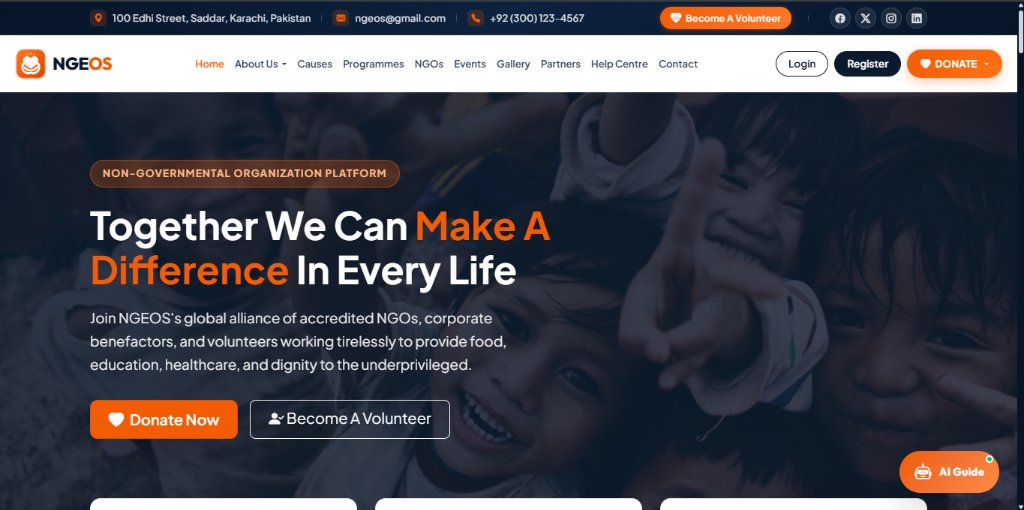 100 Edhi Street, Saddar, Karachi, Pakistan
ngeos@gmail.com
+92 (300) 123-4567
Become A Volunteer
NGEOS
Home
About Us
Causes
Programmes
NGOs
Events
Gallery
Partners
Help Centre
Contact
Login
Register
DONATE
NON-GOVERNMENTAL ORGANIZATION PLATFORM
Together We Can Make A
Difference In Every Life
Join NGEOS's global alliance of accredited NGOs, corporate
benefactors, and volunteers working tirelessly to provide food,
education, healthcare, and dignity to the underprivileged.
Donate Now
Become A Volunteer
AI Guide